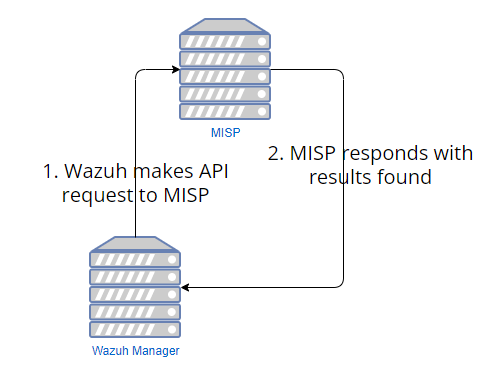 MISP
1. Wazuh makes API
request to MISP
2. MISP responds with
results found
Wazuh Manager